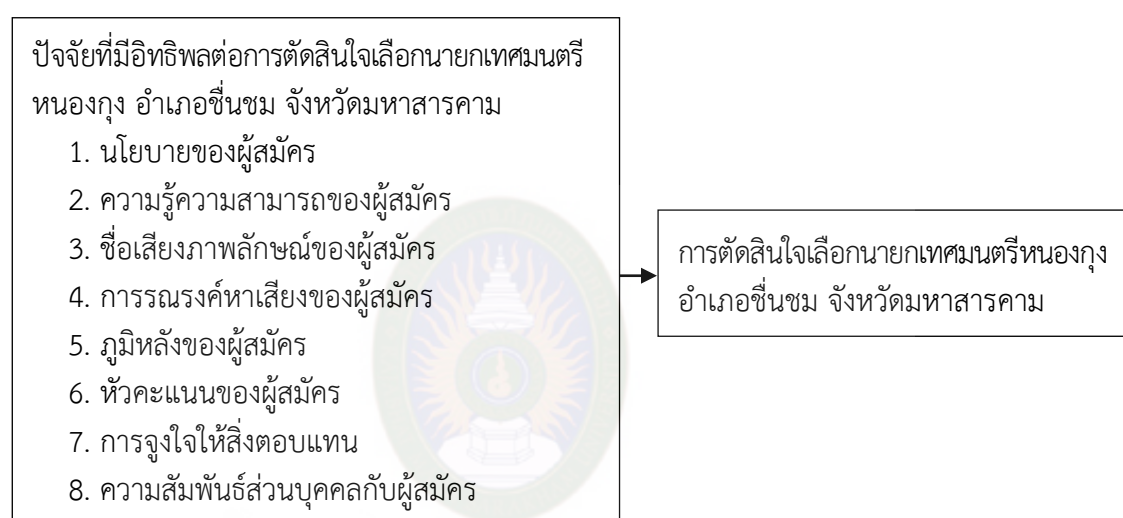 ปัจจัยที่มีอิทธิพลต่อการตัดสินใจเลือกนายกเทศมนตรี
หนองกุง อำเภอชื่นชม จังหวัดมหาสารคาม
1. นโยบายของผู้สมัคร
2. ความรู้ความสามารถของผู้สมัคร
3. ชื่อเสียงภาพลักษณ์ของผู้สมัคร
4. การรณรงค์หาเสียงของผู้สมัคร
5. ภูมิหลังของผู้สมัคร
6. หัวคะแนนของผู้สมัคร
7. การจูงใจให้สิ่งตอบแทน
8. ความสัมพันธ์ส่วนบุคคลกับผู้สมัคร
การตัดสินใจเลือกนายกเทศมนตรีหนองกุง
อำเภอชื่นชม จังหวัดมหาสารคาม